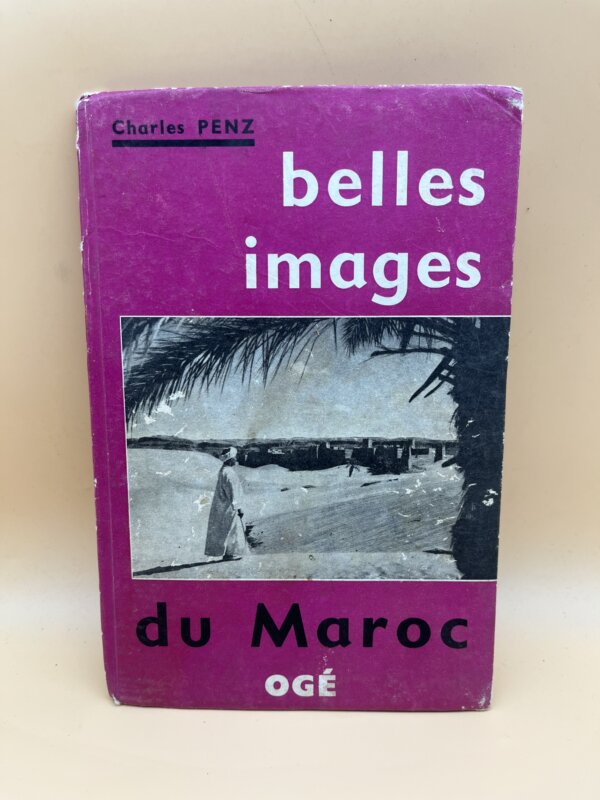 Charles PENZ
belles
images
du Maroc
OGÉ